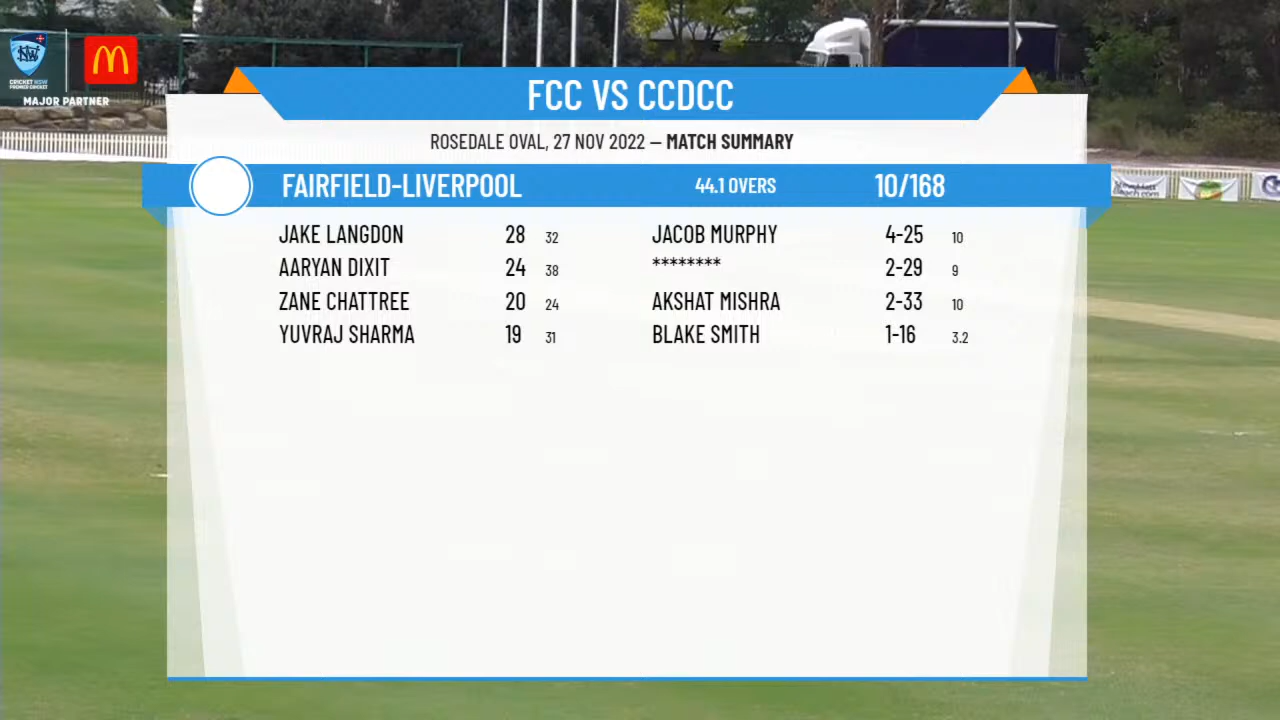 CRICKET NSW
PREMIER CRICKET
MAJOR PARTNER
FCC VS CCDCC
ROSEDALE OVAL, 27 NOV 2022 – MATCH SUMMARY
FAIRFIELD-LIVERPOOL 44.1 OVERS 10/168
JAKE LANGDON 28 32 JACOB MURPHY 4-25 10
AARYAN DIXIT 24 38 ******** 2-29 9
ZANE CHATTREE 20 24 AKSHAT MISHRA 2-33 10
YUVRAJ SHARMA 19 31 BLAKE SMITH 1-16 3.2